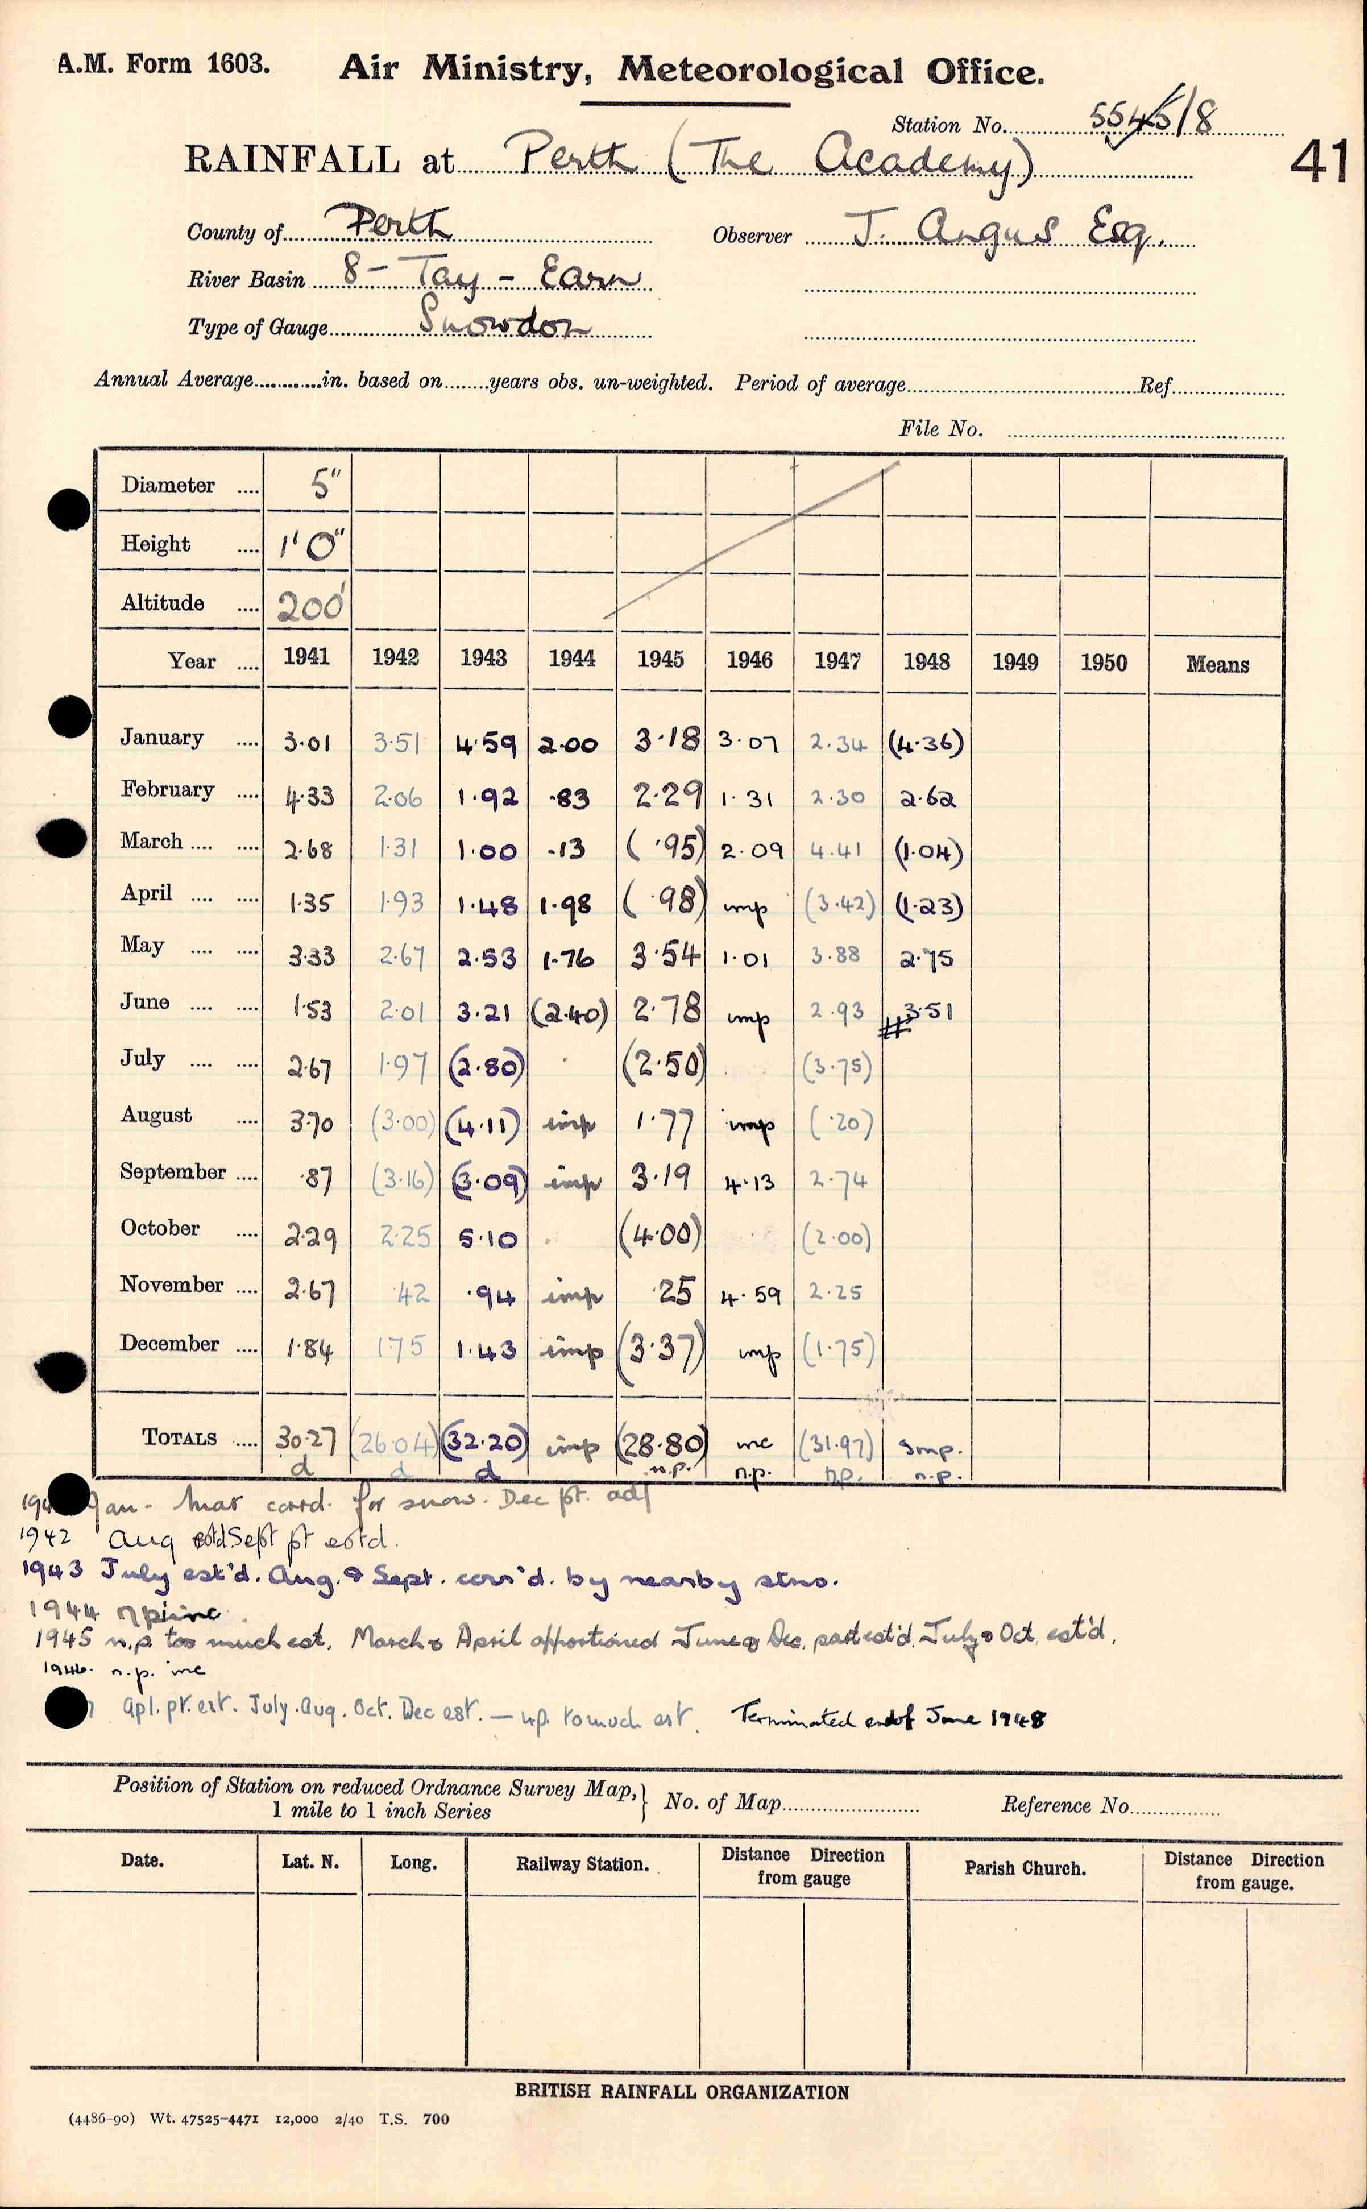 A.M. Form 1603. Air Ministry, Meteorological Office.
Station No. 5545/8
RAINFALL at Perth (The Academy)
41
County of Perth Observer J. Angus Esq.
River Basin 8 - Tay - Earn
Type of Gauge Snowdon
Annual Average............in. based on........years obs. un-weighted. Period of average.................Ref.................
File No. .................
Diameter .... 5"
Height .... 1' 0"
Altitude .... 200'
Year .... 1941 1942 1943 1944 1945 1946 1947 1948 1949 1950 Means
January .... 3.01 3.51 4.59 2.00 3.18 3.07 2.34 (4.36)
February .... 4.33 2.06 1.92 .83 2.29 1.31 2.30 2.62
March .... .... 2.68 1.31 1.00 .13 (.95) 2.09 4.41 (1.04)
April .... .... 1.35 1.93 1.48 1.98 (.98) imp (3.42) (1.23)
May .... .... 3.33 2.67 2.53 1.76 3.54 1.01 3.88 2.75
June .... .... 1.53 2.01 3.21 (2.40) 2.78 imp 2.93 3.51
July .... .... 2.67 1.97 (2.80) . (2.50) . (3.75)
August .... 3.70 (3.00) (4.11) imp 1.77 imp (.20)
September .... .87 (3.16) (3.09) imp 3.19 4.13 2.74
October .... 2.29 2.25 5.10 . (4.00) (2.00)
November .... 2.67 .42 .94 imp .25 4.59 2.25
December .... 1.84 1.75 1.43 imp (3.37) imp (1.75)
TOTALS .... 30.27 (26.04) (32.20) imp (28.80) inc (31.97) imp.
d d d n.p. n.p. n.p. n.p.
194 Jan - Mar corrd. for snow. Dec pt. adj
1942 Aug Sept pt estd.
1943 July est'd. Aug. & Sept. corr'd. by nearby stns.
1944 np inc.
1945 n.p. too much est. March & April apportioned June & Dec. part est'd. July & Oct. est'd.
1946. n.p. inc
7 Apl. pt. est. July. Aug. Oct. Dec est. - n.p. to much est. Terminated end of June 1948
Position of Station on reduced Ordnance Survey Map, } No. of Map................. Reference No.................
1 mile to 1 inch Series
Date. Lat. N. Long. Railway Station. Distance from gauge Direction Parish Church. Distance Direction from gauge.
BRITISH RAINFALL ORGANIZATION
(4486-90) Wt. 47525-4471 12,000 2/40 T.S. 700